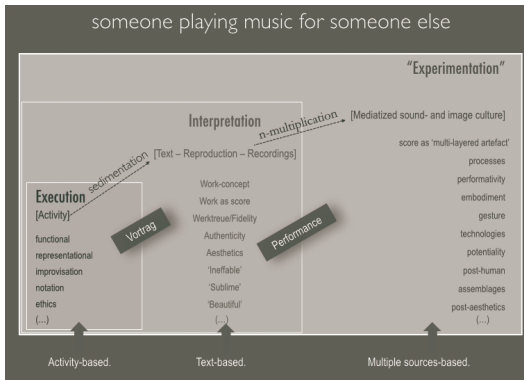 someone playing music for someone else
"Experimentation"
[Mediatized sound- and image culture]
n-multiplication
Interpretation
[Text – Reproduction – Recordings]
sedimentation
Execution
[Activity]
functional
representational
improvisation
notation
ethics
(…)
Vortrag
Work-concept
Work as score
Werktreue/Fidelity
Authenticity
Aesthetics
'Ineffable'
'Sublime'
'Beautiful'
(…)
Performance
score as 'multi-layered artefact'
processes
performativity
embodiment
gesture
technologies
potentiality
post-human
assemblages
post-aesthetics
(…)
Activity-based.
Text-based.
Multiple sources-based.